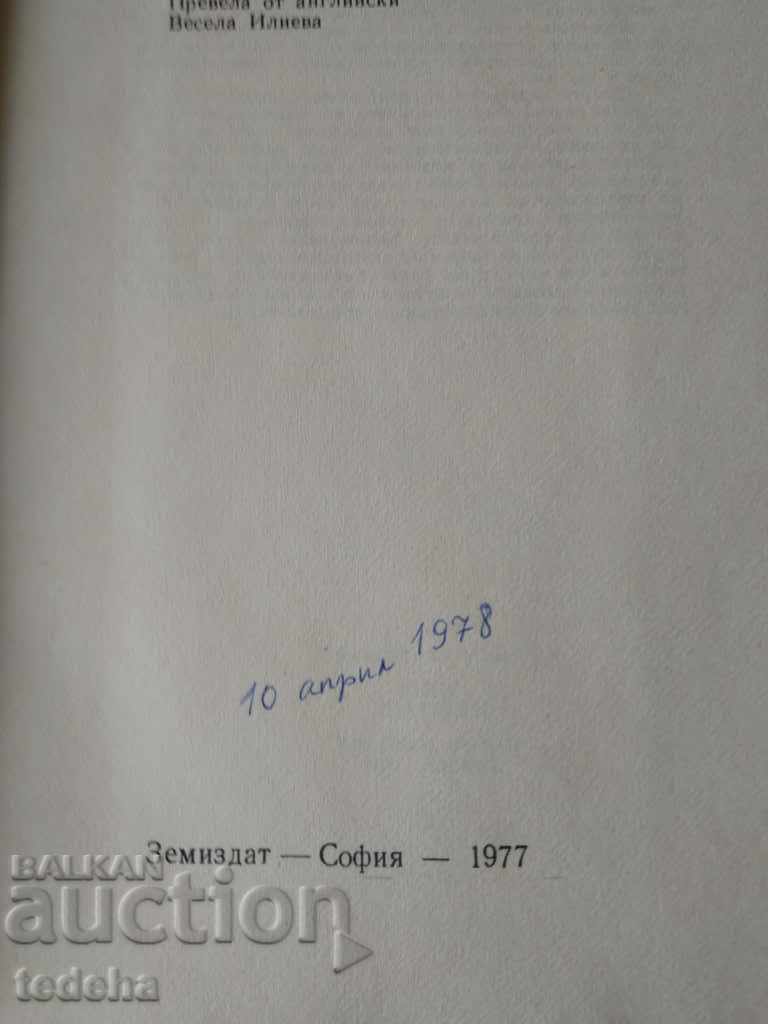 Превела от английски
Весела Илиева
10 април 1978
Земиздат — София — 1977
BALKAN
auction
tedeha